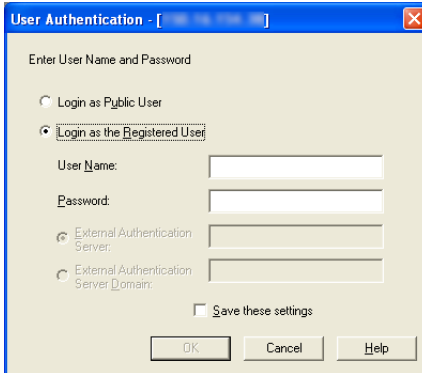 User Authentication - [ ]
Enter User Name and Password
Login as Public User
Login as the Registered User
User Name:
Password:
External Authentication
Server:
External Authentication
Server Domain:
Save these settings
OK Cancel Help